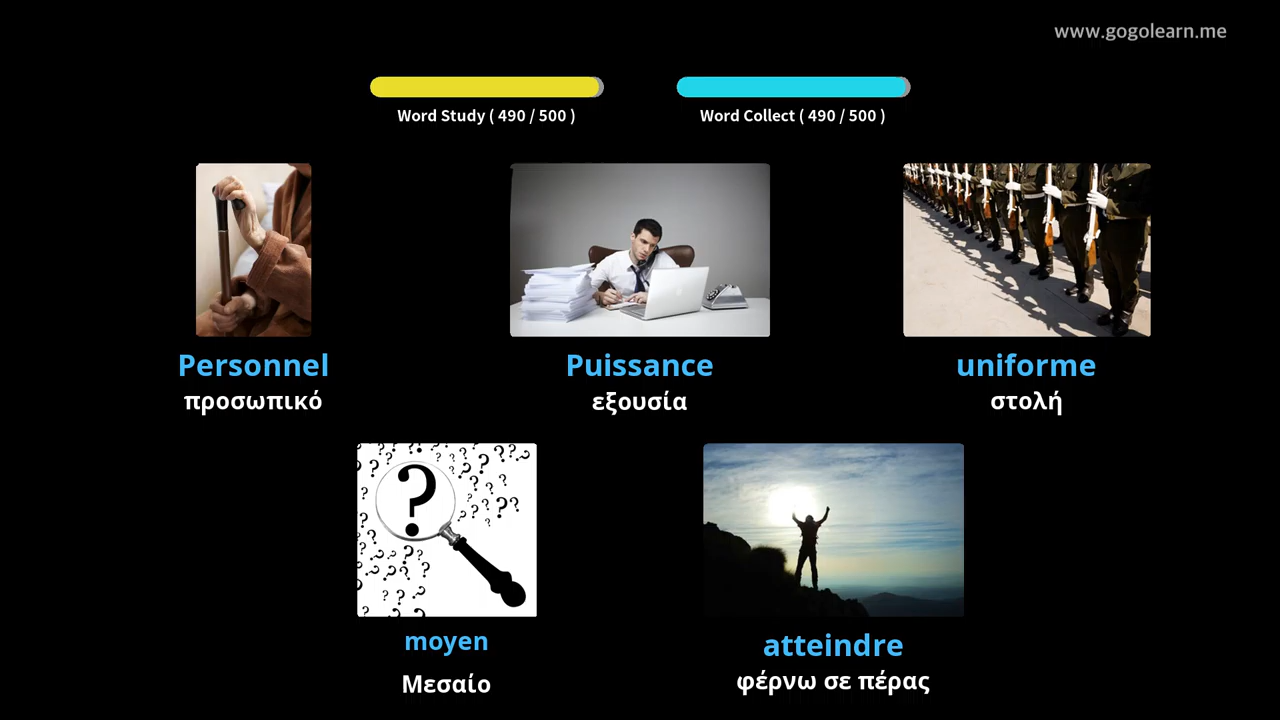 www.gogolearn.me
Word Study ( 490 / 500 )
Word Collect ( 490 / 500 )
Personnel
προσωπικό
Puissance
εξουσία
uniforme
στολή
moyen
Μεσαίο
atteindre
φέρνω σε πέρας